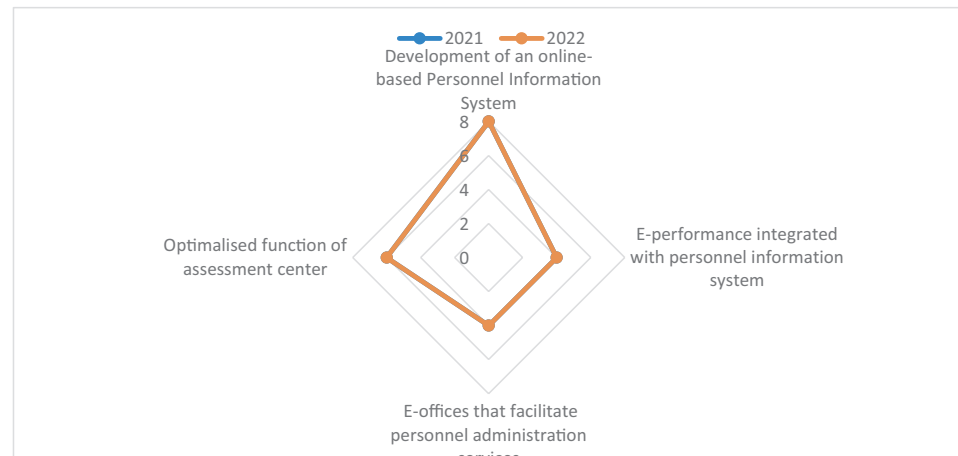 2021 2022
Development of an online-
based Personnel Information
System
8
6
4
2
0
E-performance integrated
with personnel information
system
Optimalised function of
assessment center
E-offices that facilitate
personnel administration